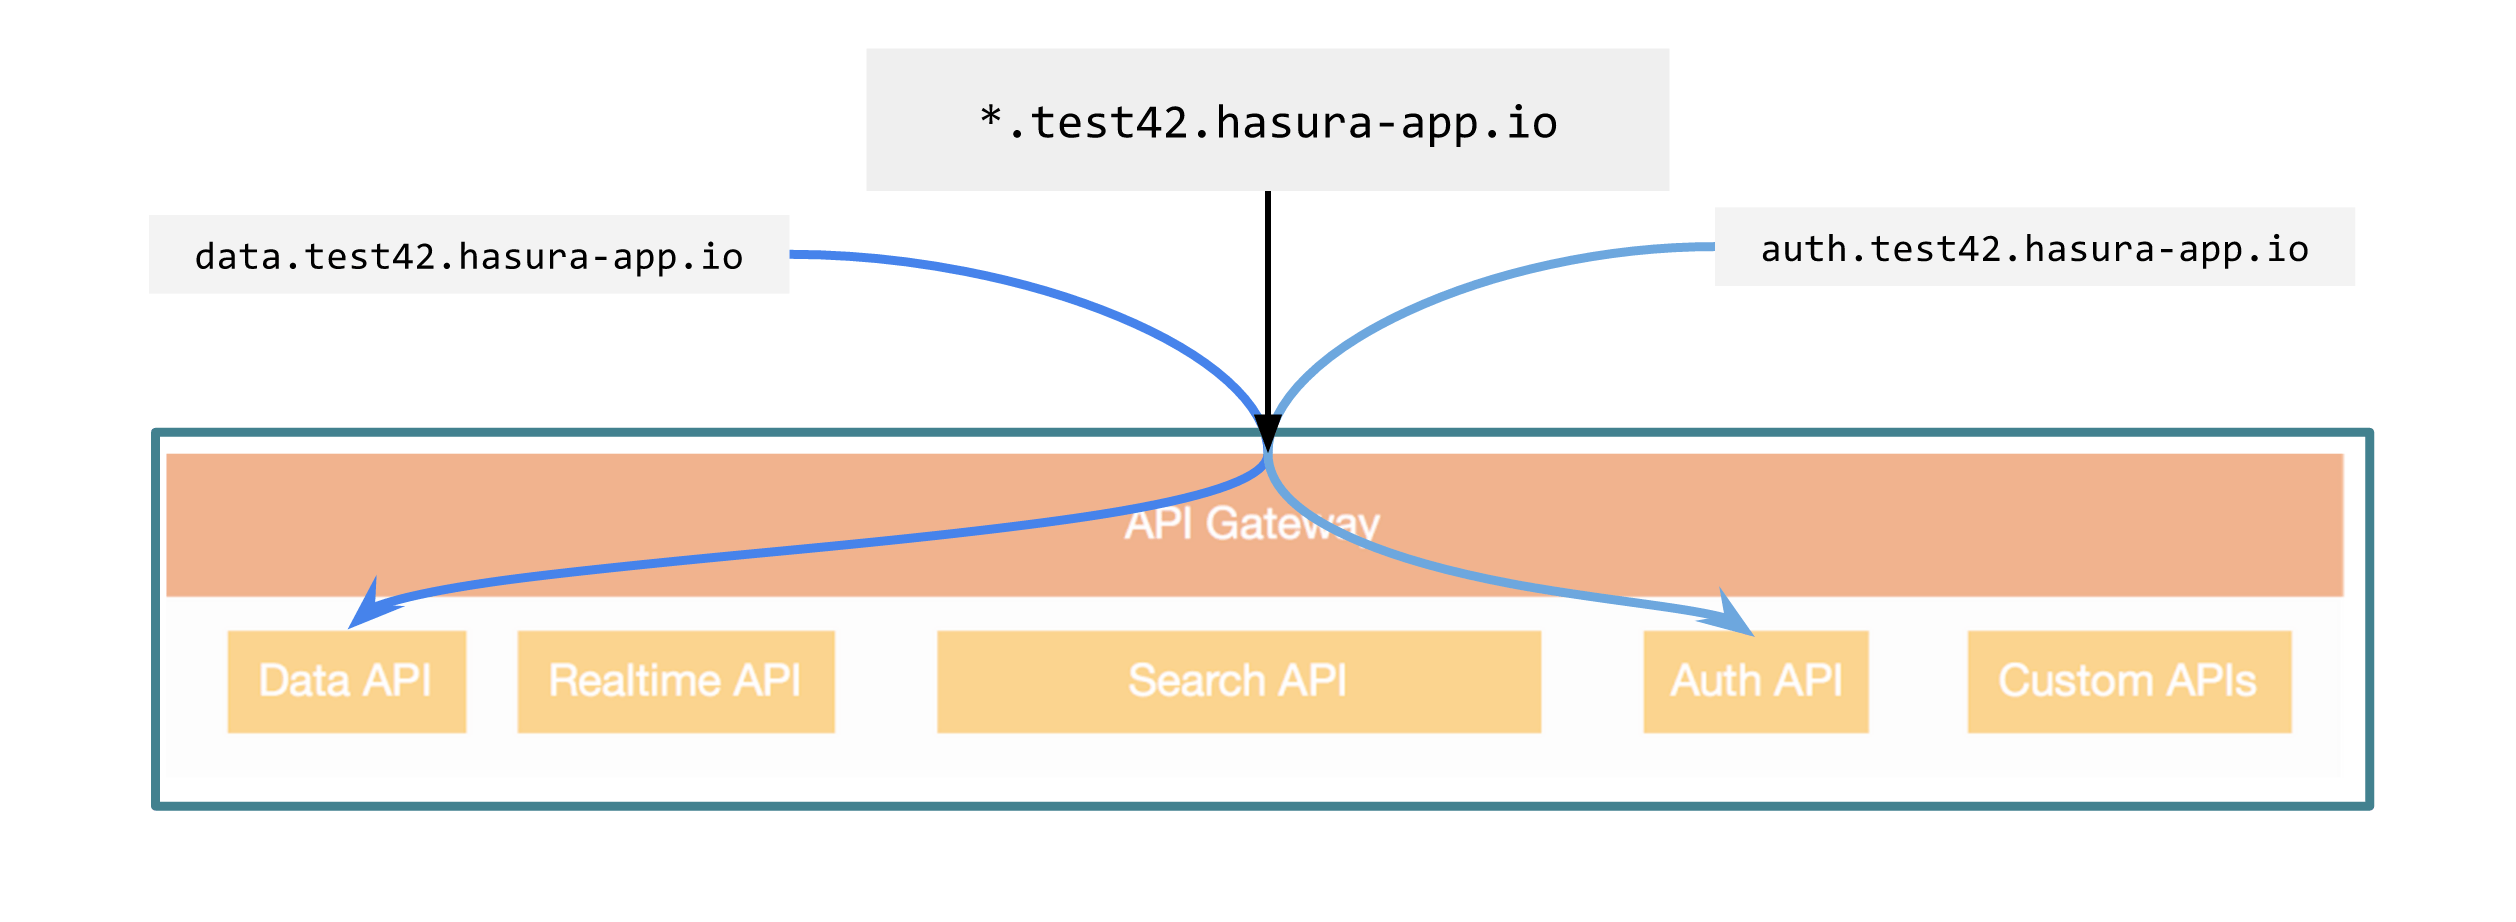 *.test42.hasura-app.io
data.test42.hasura-app.io
auth.test42.hasura-app.io
API Gateway
Data API
Realtime API
Search API
Auth API
Custom APIs